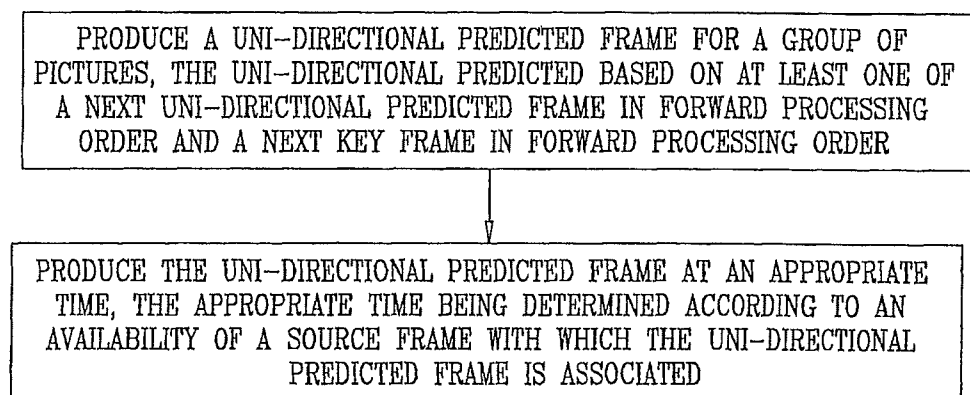 PRODUCE A UNI-DIRECTIONAL PREDICTED FRAME FOR A GROUP OF
PICTURES, THE UNI-DIRECTIONAL PREDICTED BASED ON AT LEAST ONE OF
A NEXT UNI-DIRECTIONAL PREDICTED FRAME IN FORWARD PROCESSING
ORDER AND A NEXT KEY FRAME IN FORWARD PROCESSING ORDER
PRODUCE THE UNI-DIRECTIONAL PREDICTED FRAME AT AN APPROPRIATE
TIME, THE APPROPRIATE TIME BEING DETERMINED ACCORDING TO AN
AVAILABILITY OF A SOURCE FRAME WITH WHICH THE UNI-DIRECTIONAL
PREDICTED FRAME IS ASSOCIATED